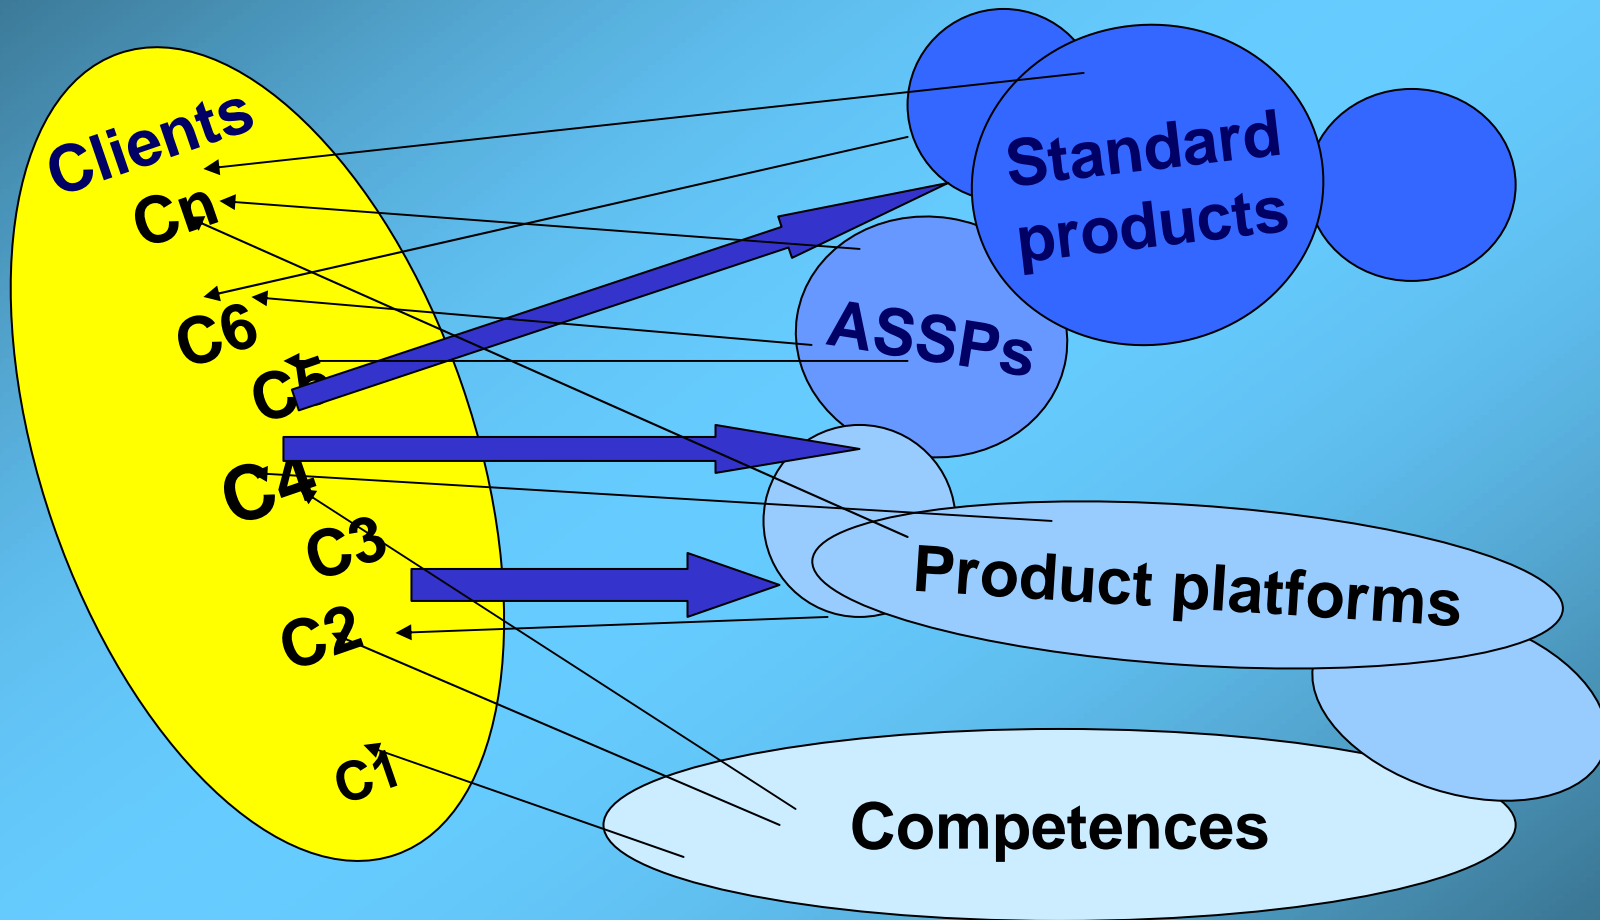 Clients
Cn
C6
C5
C4
C3
C2
C1
Standard
products
ASSPs
Product platforms
Competences